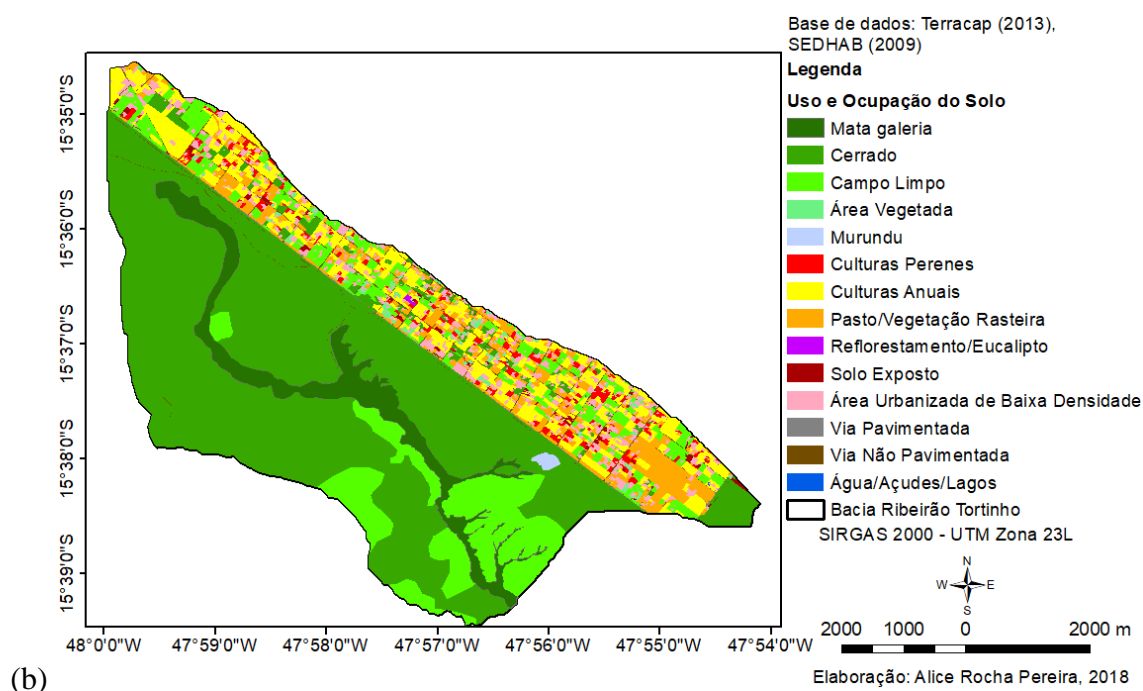 Base de dados: Terracap (2013),
SEDHAB (2009)
Legenda
Uso e Ocupação do Solo
Mata galeria
Cerrado
Campo Limpo
Área Vegetada
Murundu
Culturas Perenes
Culturas Anuais
Pasto/Vegetação Rasteira
Reflorestamento/Eucalipto
Solo Exposto
Área Urbanizada de Baixa Densidade
Via Pavimentada
Via Não Pavimentada
Água/Açudes/Lagos
Bacia Ribeirão Tortinho
SIRGAS 2000 - UTM Zona 23L
N
W E
S
2000 1000 0 2000 m
Elaboração: Alice Rocha Pereira, 2018
15°35'0"S
15°36'0"S
15°37'0"S
15°38'0"S
15°39'0"S
48°0'0"W 47°59'0"W 47°58'0"W 47°57'0"W 47°56'0"W 47°55'0"W 47°54'0"W
(b)